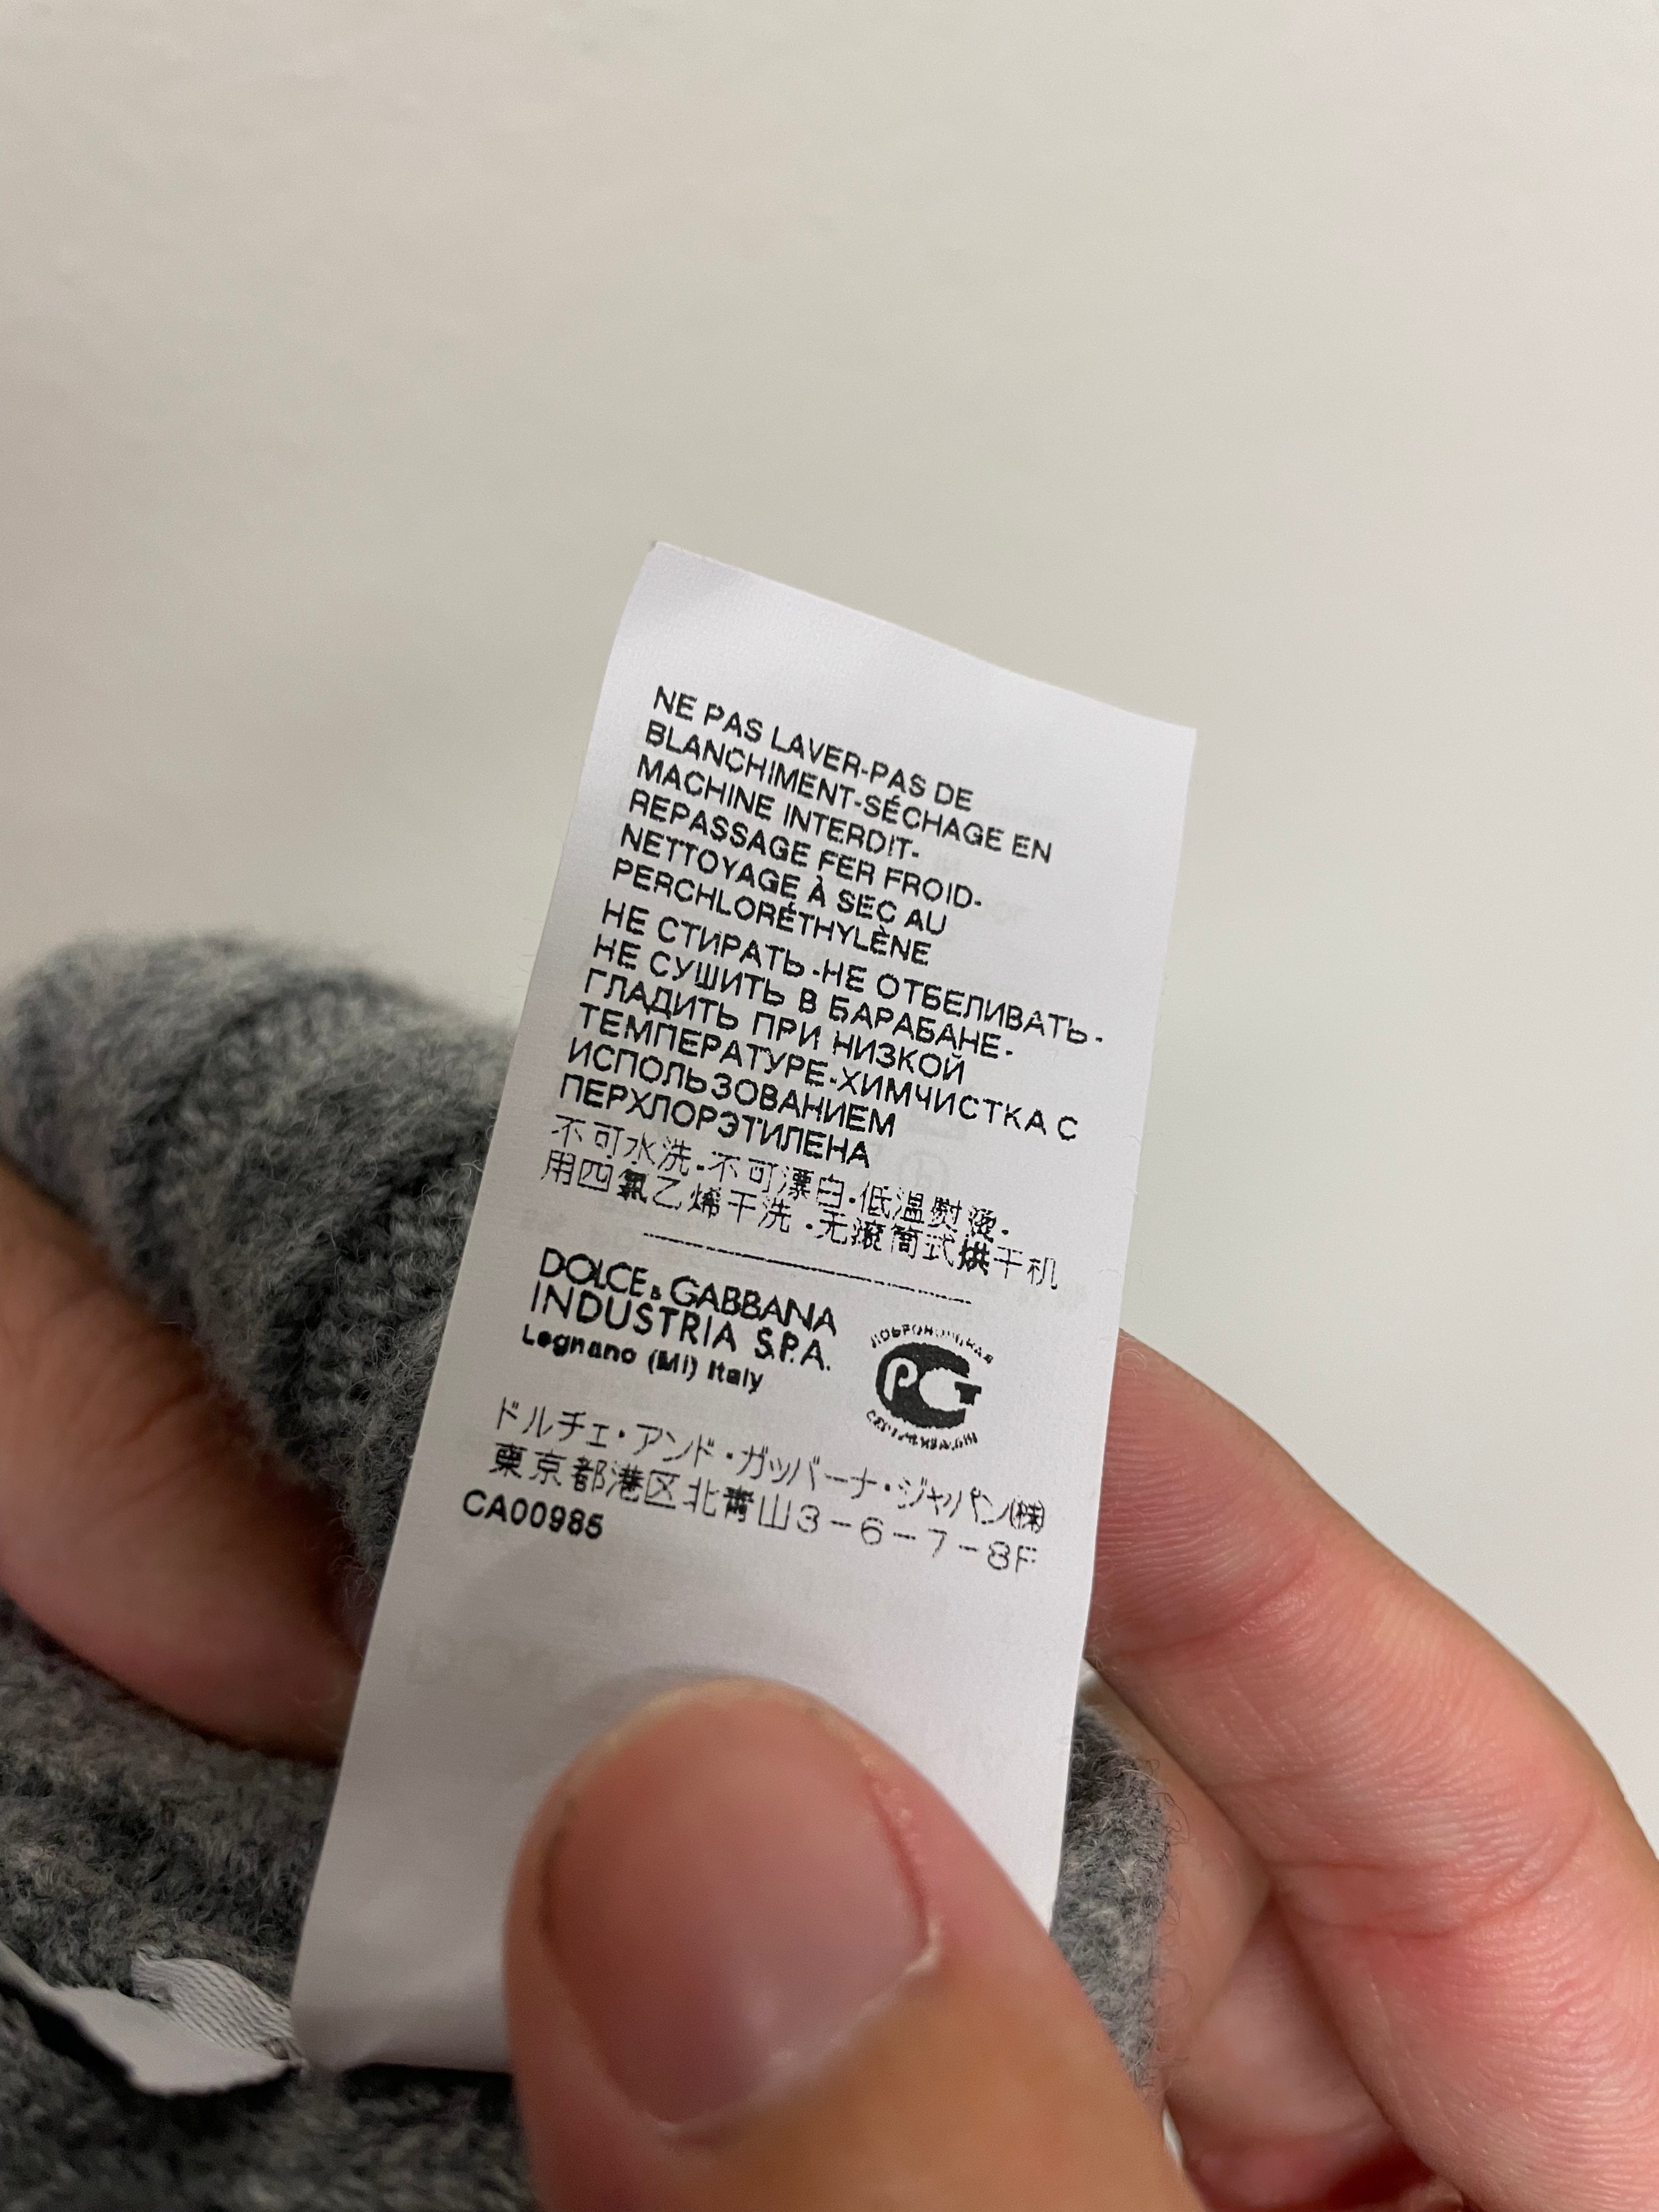 NE PAS LAVER-PAS DE
BLANCHIMENT-SÉCHAGE EN
MACHINE INTERDIT-
REPASSAGE FER FROID-
NETTOYAGE À SEC AU
PERCHLORÉTHYLÈNE
НЕ СТИРАТЬ-НЕ ОТБЕЛИВАТЬ-
НЕ СУШИТЬ В БАРАБАНЕ-
ГЛАДИТЬ ПРИ НИЗКОЙ
ТЕМПЕРАТУРЕ-ХИМЧИСТКА С
ИСПОЛЬЗОВАНИЕМ
ПЕРХЛОРЭТИЛЕНА
不可水洗.不可漂白.低温熨烫.
用四氯乙烯干洗.无滚筒式烘干机
DOLCE & GABBANA
INDUSTRIA S.P.A.
Legnano (MI) Italy
РСТ
ドルチェ・アンド・ガッバーナ・ジャパン㈱
東京都港区北青山3-6-7-8F
CA00985